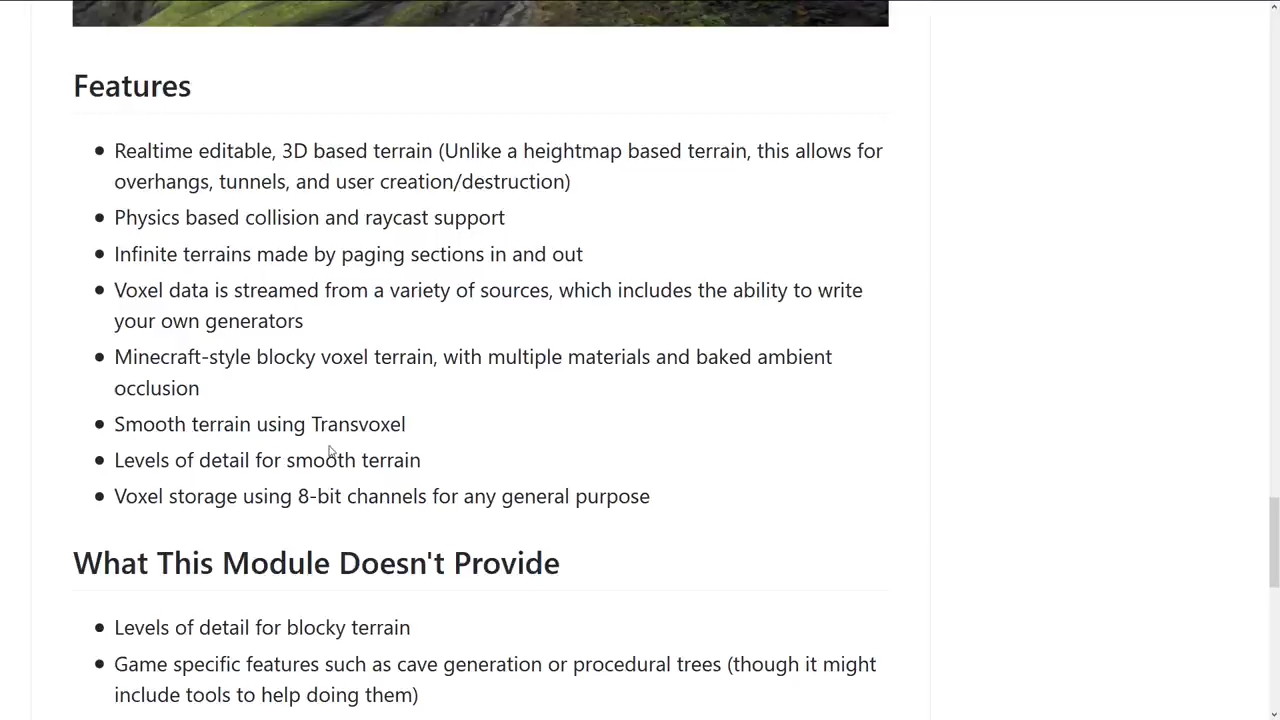 Features
Realtime editable, 3D based terrain (Unlike a heightmap based terrain, this allows for
overhangs, tunnels, and user creation/destruction)
Physics based collision and raycast support
Infinite terrains made by paging sections in and out
Voxel data is streamed from a variety of sources, which includes the ability to write
your own generators
Minecraft-style blocky voxel terrain, with multiple materials and baked ambient
occlusion
Smooth terrain using Transvoxel
Levels of detail for smooth terrain
Voxel storage using 8-bit channels for any general purpose
What This Module Doesn't Provide
Levels of detail for blocky terrain
Game specific features such as cave generation or procedural trees (though it might
include tools to help doing them)